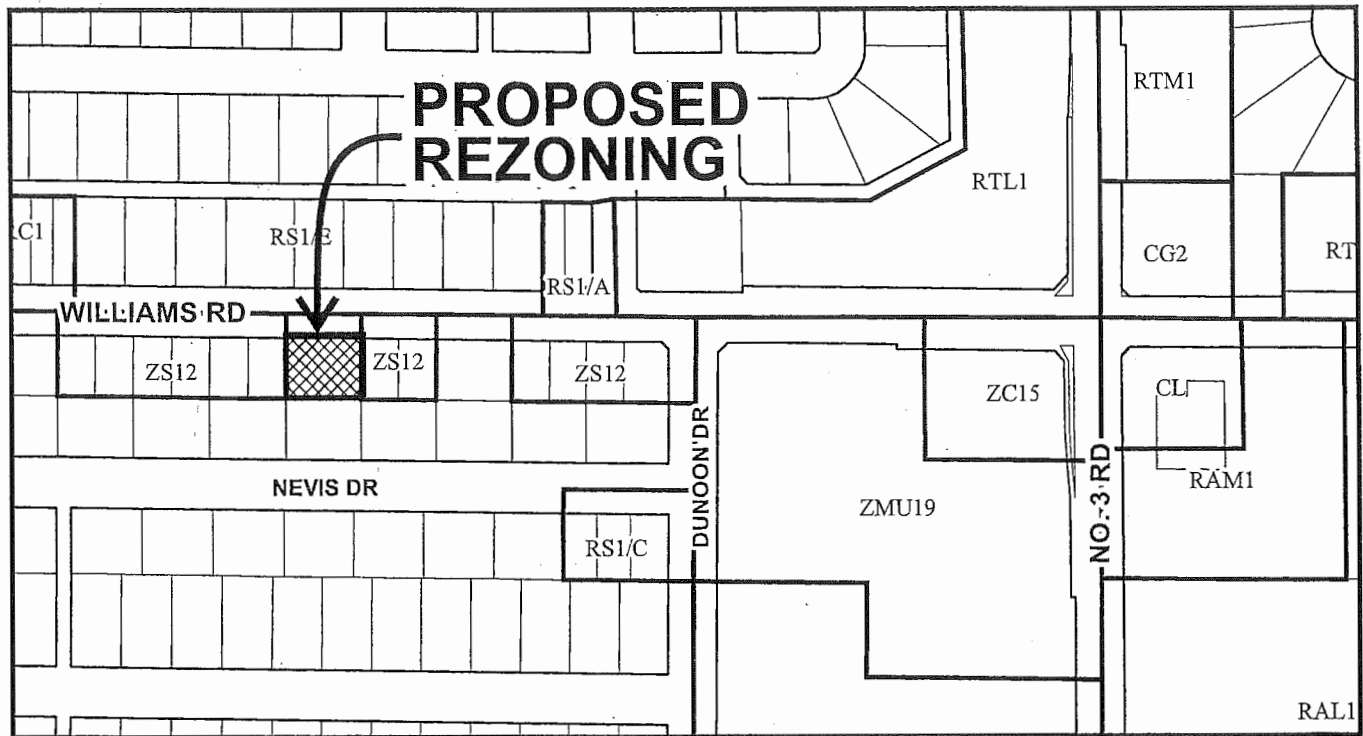 PROPOSED
REZONING
RTM1
RTL1
RS1/E
RS1/A
CG2
RT
WILLIAMS RD
ZS12
ZS12
ZS12
ZC15
CL
RAM1
NEVIS DR
DUNOON DR
NO. 3 RD
ZMU19
RS1/C
RAL1